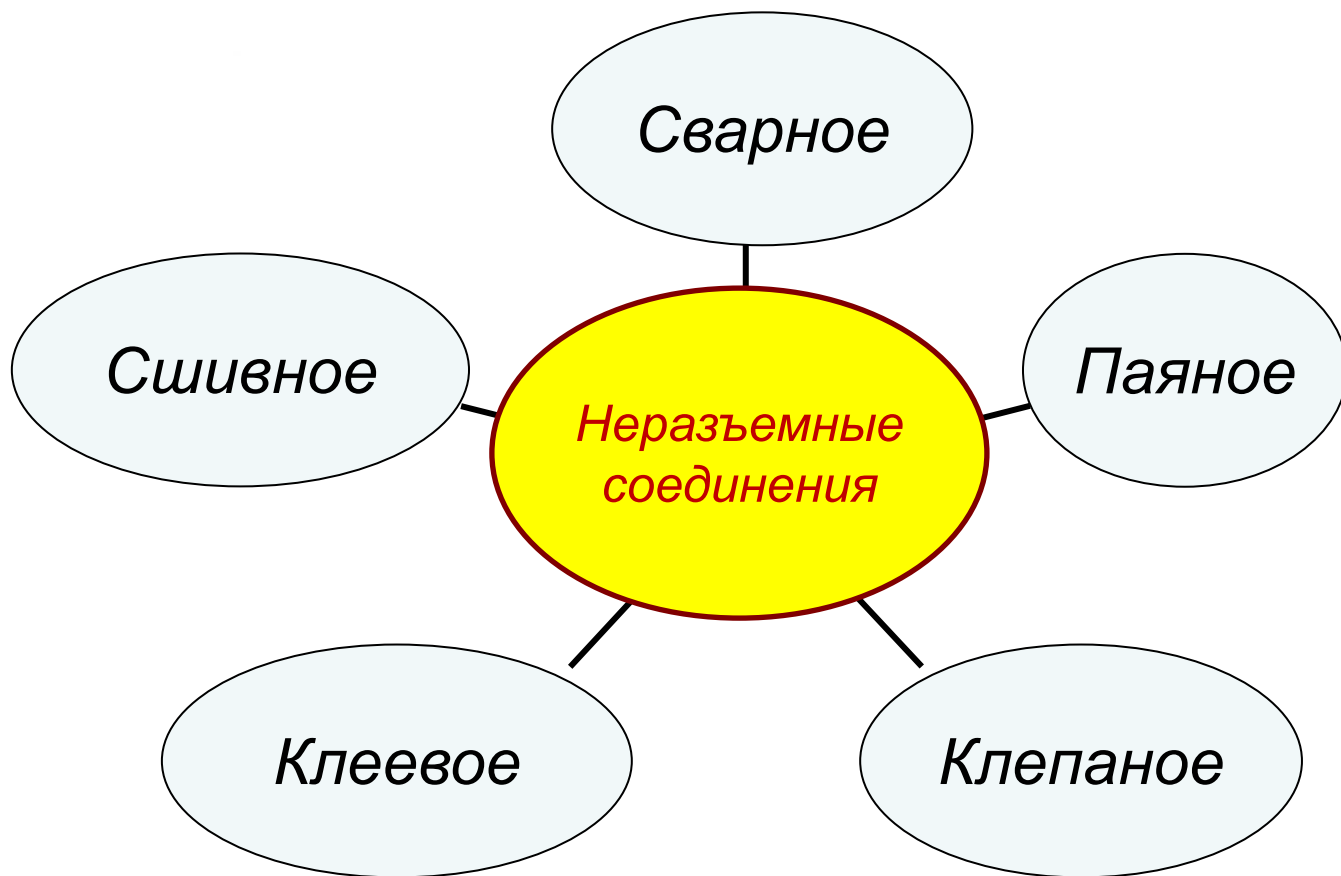 Сварное
Сшивное
Паяное
Неразъемные
соединения
Клеевое
Клепаное